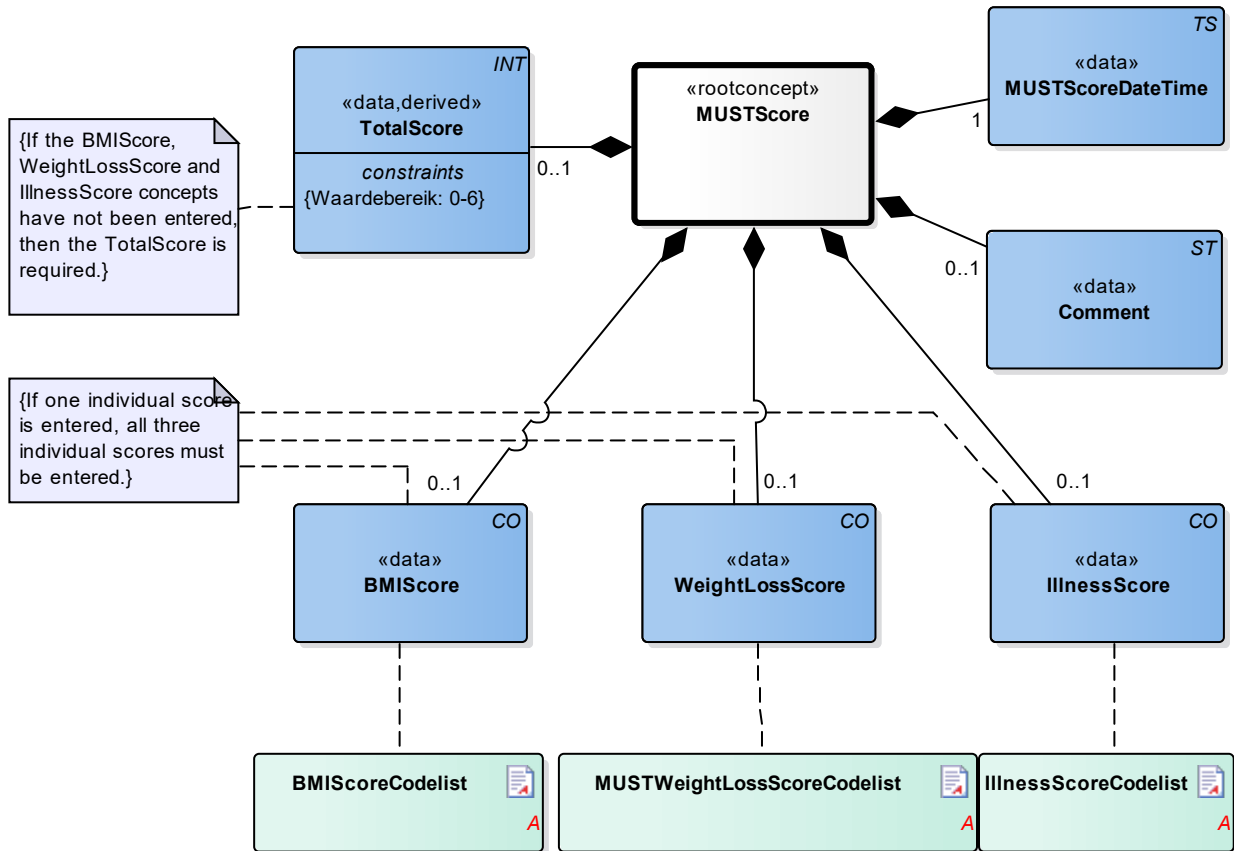 INT
«data,derived»
TotalScore
constraints
{Waardebereik: 0-6}
0..1
«rootconcept»
MUSTScore
TS
«data»
MUSTScoreDateTime
1
{If the BMIScore,
WeightLossScore and
IllnessScore concepts
have not been entered,
then the TotalScore is
required.}
ST
«data»
Comment
0..1
{If one individual score
is entered, all three
individual scores must
be entered.}
0..1
0..1
0..1
CO
«data»
BMIScore
CO
«data»
WeightLossScore
CO
«data»
IllnessScore
BMIScoreCodelist
A
MUSTWeightLossScoreCodelist
A
IllnessScoreCodelist
A